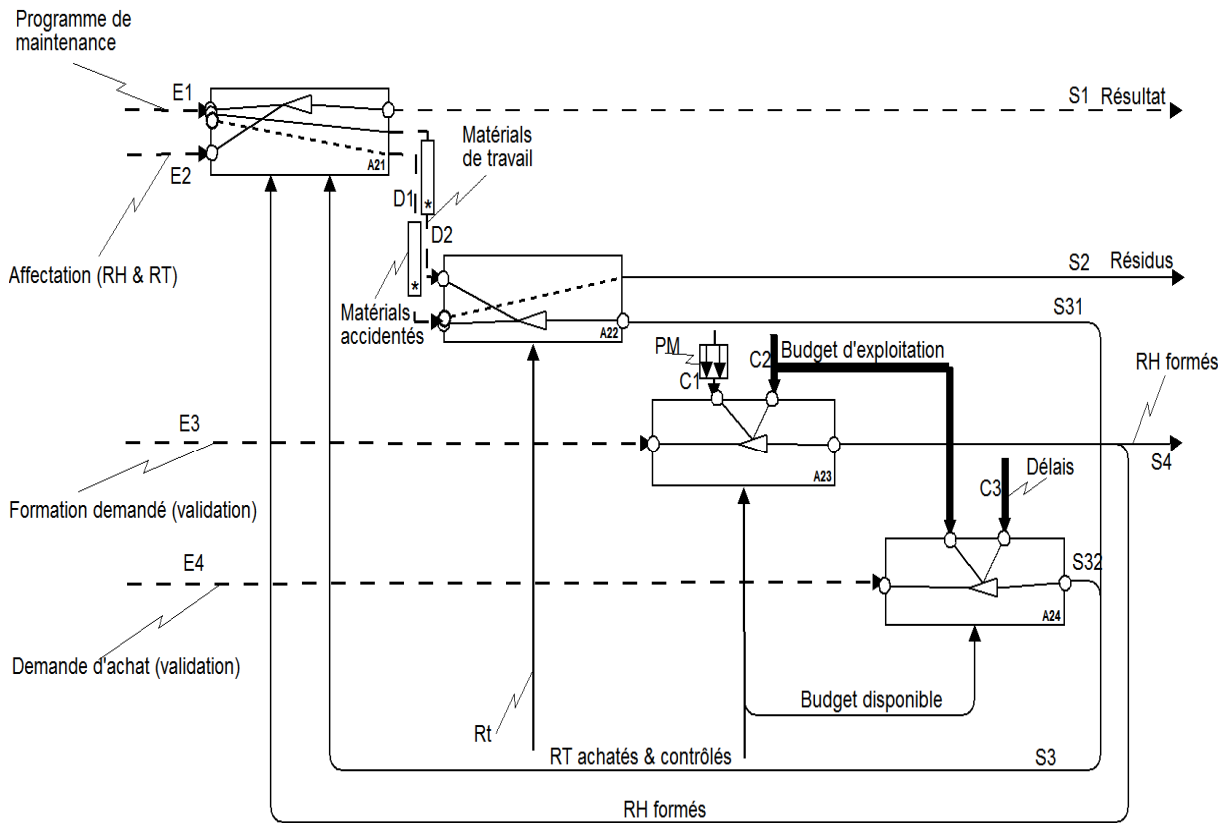 Programme de
maintenance
E1
S1 Résultat
Matérials
de travail
A21
E2
D1
*
D2
Affectation (RH & RT)
S2 Résidus
*
Matérials
accidentés
S31
A22
PM
C2
Budget d'exploitation
C1
RH formés
E3
S4
A23
C3
Délais
Formation demandé (validation)
E4
S32
A24
Demande d'achat (validation)
Budget disponible
Rt
RT achatés & contrôlés
S3
RH formés